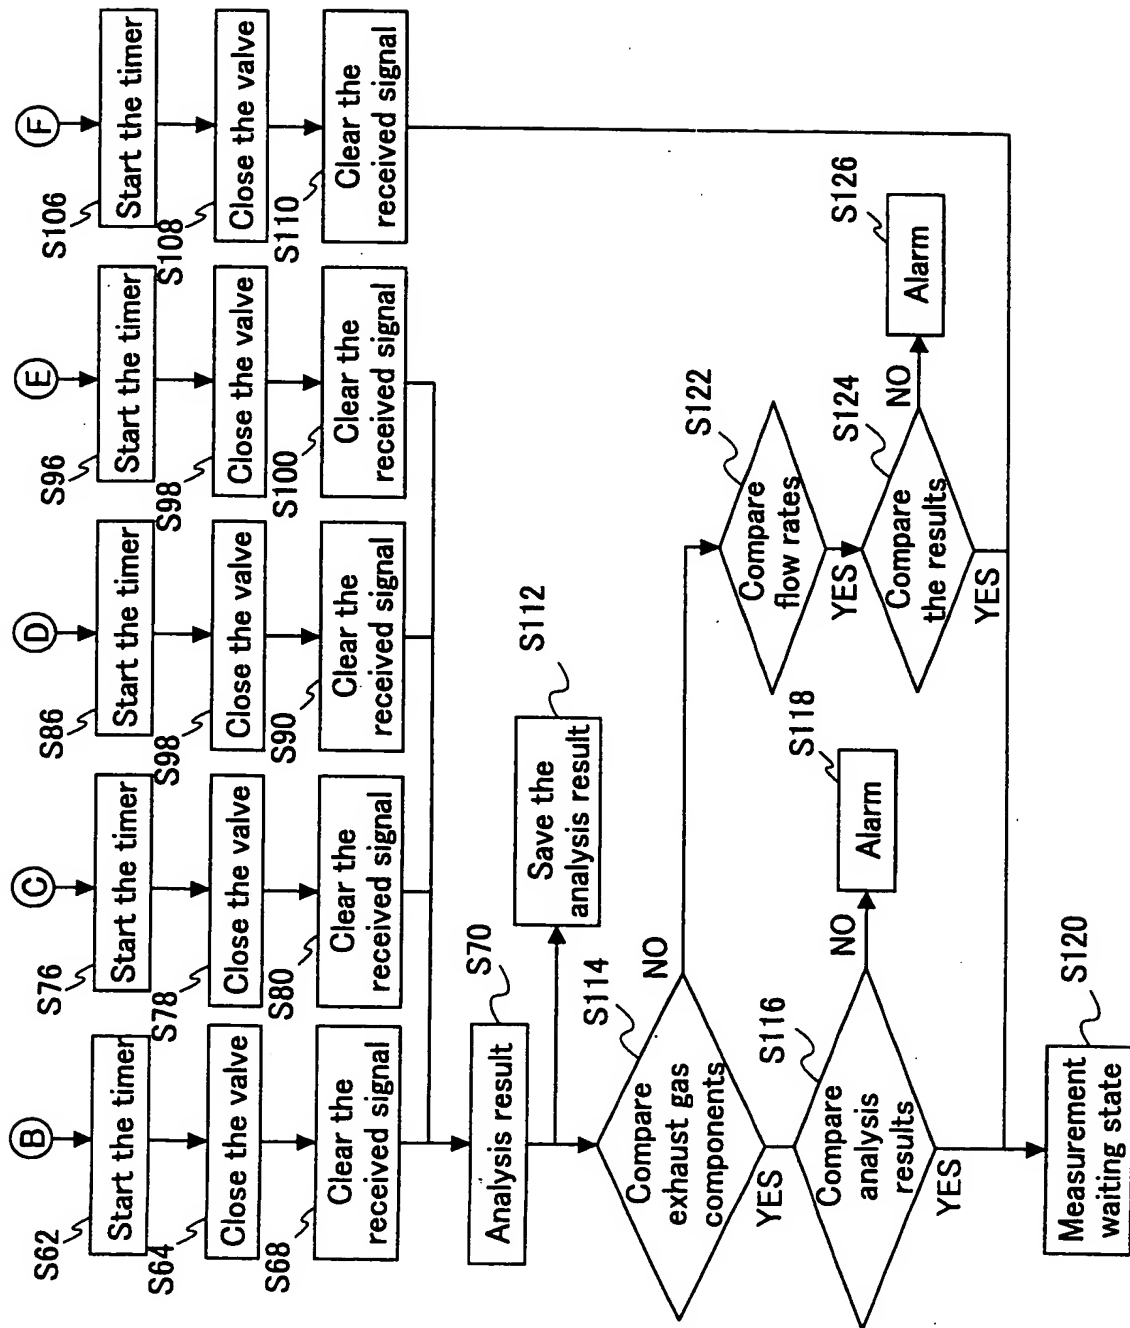 B
S62
Start the timer
S64
Close the valve
S68
Clear the
received signal
C
S76
Start the timer
S78
Close the valve
S80
Clear the
received signal
D
S86
Start the timer
S98
Close the valve
S90
Clear the
received signal
E
S96
Start the timer
S98
Close the valve
S100
Clear the
received signal
F
S106
Start the timer
S108
Close the valve
S110
Clear the
received signal
S70
Analysis result
S112
Save the
analysis result
S114
Compare
exhaust gas
components
NO
YES
S116
Compare
analysis
results
NO
YES
S118
Alarm
S120
Measurement
waiting state
S122
Compare
flow rates
YES
S124
Compare
the results
NO
YES
S126
Alarm